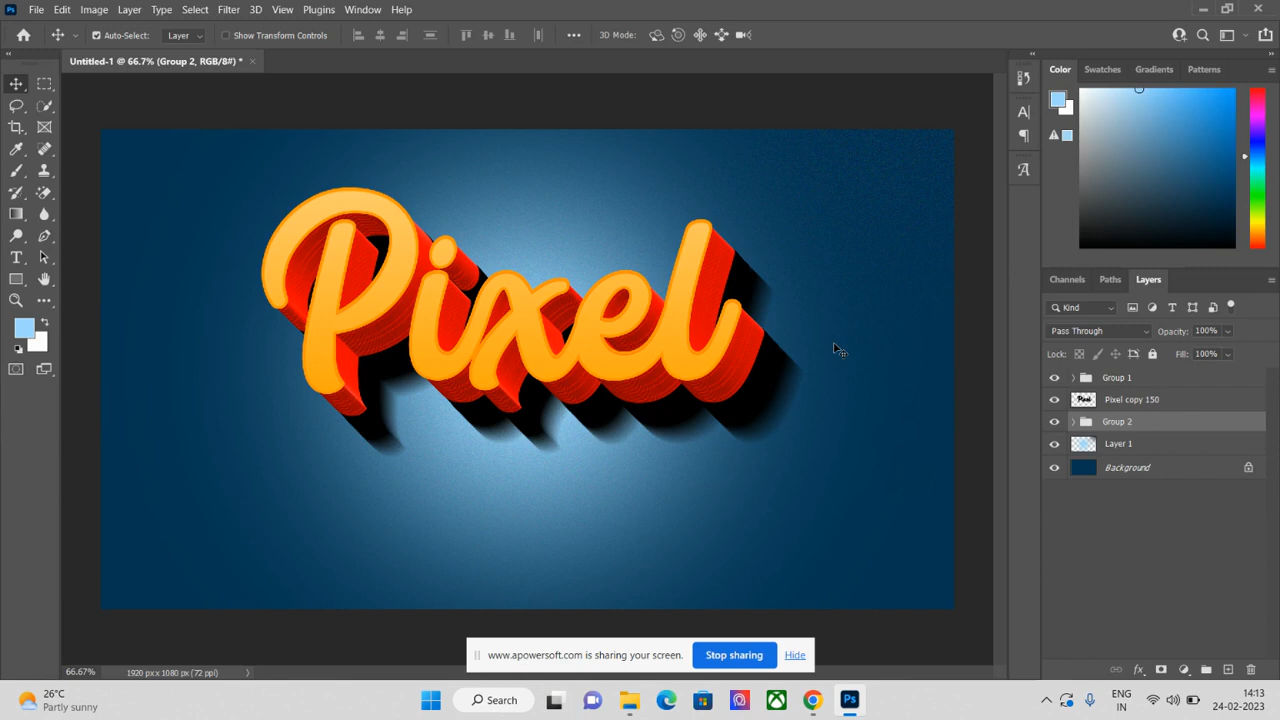 Ps File Edit Image Layer Type Select Filter 3D View Plugins Window Help
Auto-Select: Layer Show Transform Controls 3D Mode:
Untitled-1 @ 66.7% (Group 2, RGB/8#) *
Color Swatches Gradients Patterns
Pixel
Channels Paths Layers
Kind
Pass Through Opacity: 100%
Lock: Fill: 100%
Group 1
Pixel copy 150
Group 2
Layer 1
Background
www.apowersoft.com is sharing your screen. Stop sharing Hide
66.67% 1920 px x 1080 px (72 ppi)
26°C
Partly sunny
Search
Ps
ENG
IN
14:13
24-02-2023